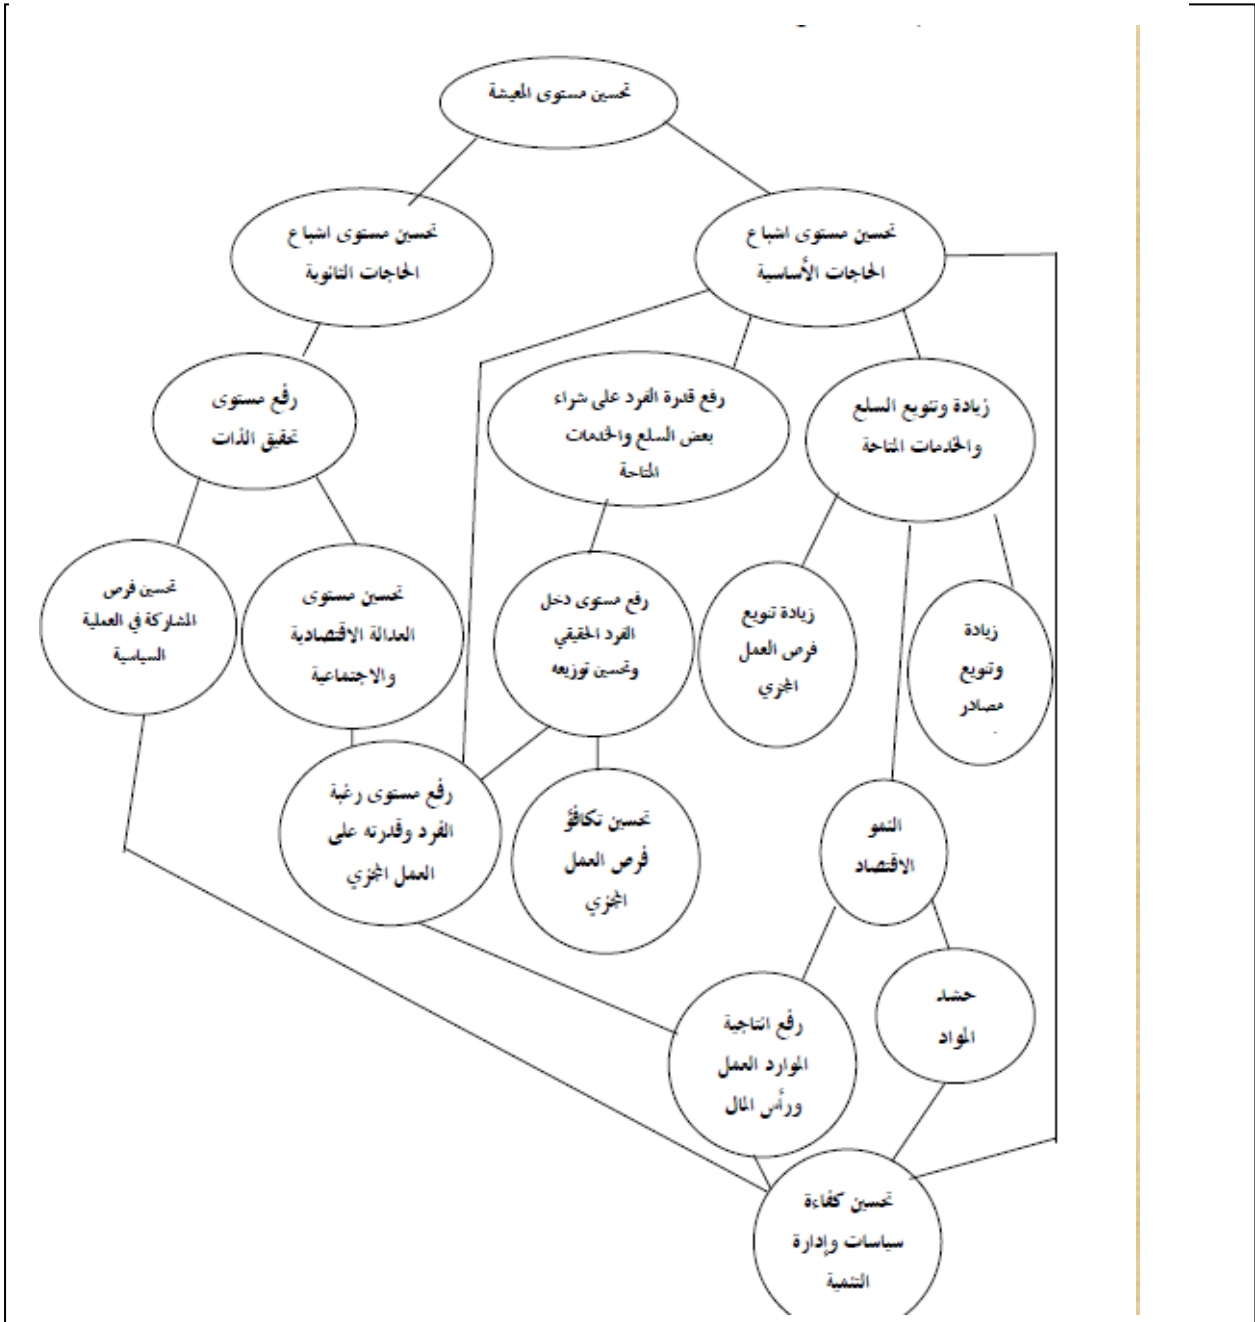 تحسين مستوى المعيشة
تحسين مستوى اشباع
الحاجات الأساسية
تحسين مستوى اشباع
الحاجات الثانوية
زيادة وتنويع السلع
والخدمات المتاحة
رفع قدرة الفرد على شراء
بعض السلع والخدمات
المتاحة
رفع مستوى
تحقيق الذات
زيادة
وتنويع
مصادر
زيادة تنويع
فرص العمل
المجزي
رفع مستوى دخل
الفرد الحقيقي
وتحسين توزيعه
تحسين مستوى
العدالة الاقتصادية
والاجتماعية
تحسين فرص
المشاركة في العملية
السياسية
النمو
الاقتصاد
تحسين تكافؤ
فرص العمل
المجزي
رفع مستوى رغبة
الفرد وقدرته على
العمل المجزي
حشد
المواد
رفع انتاجية
الموارد العمل
ورأس المال
تحسين كفاءة
سياسات وإدارة
التنمية